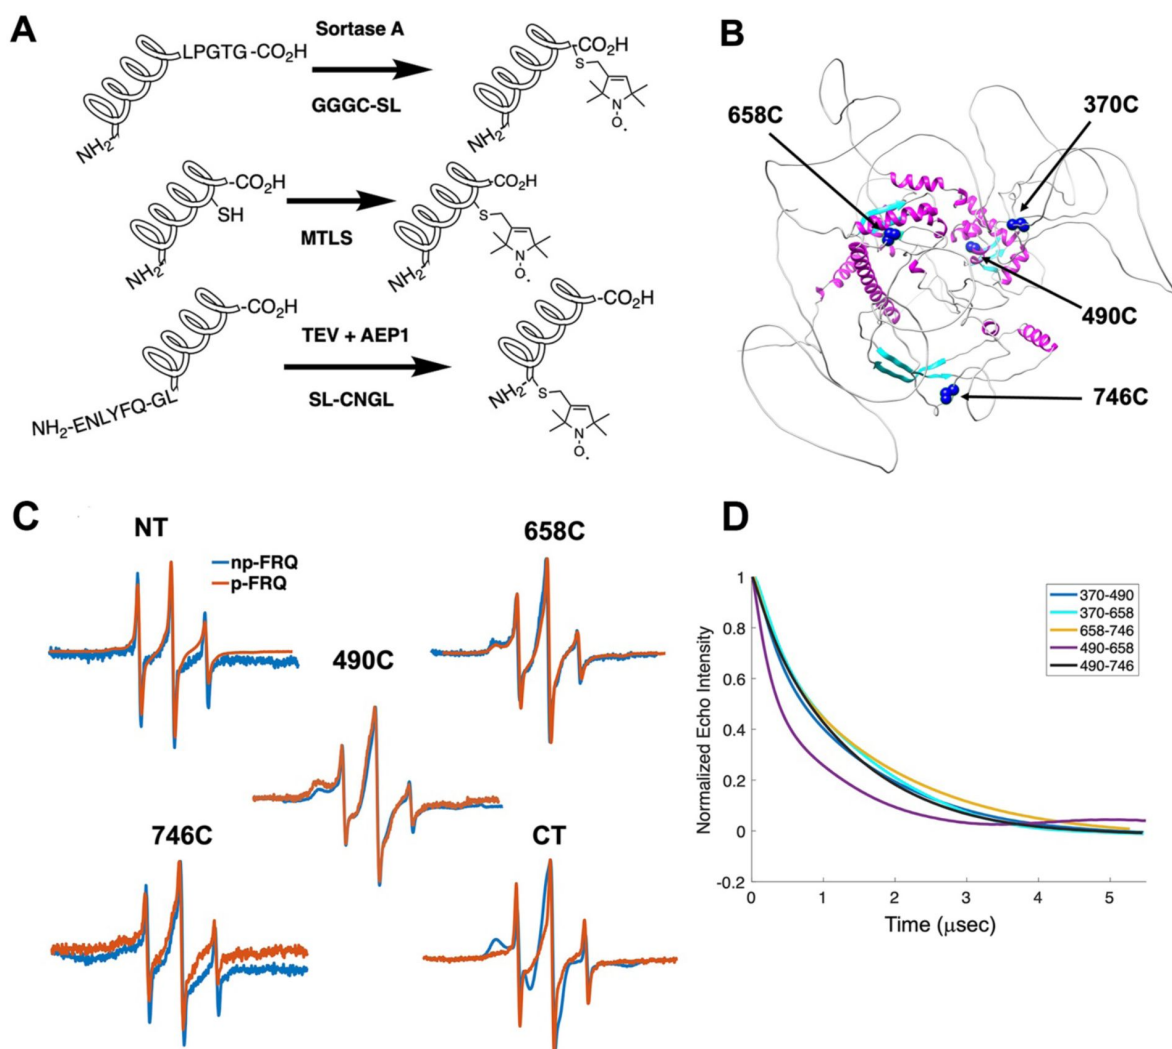 A
LPGTG-CO₂H
NH₂
Sortase A
GGGC-SL
CO₂H
S
N
O.
NH₂
CO₂H
SH
NH₂
MTLS
CO₂H
S
N
O.
NH₂
CO₂H
NH₂-ENLYFQ-GL
TEV + AEP1
SL-CNGL
CO₂H
NH₂
S
N
O.
B
658C
370C
490C
746C
C
NT
np-FRQ
p-FRQ
658C
490C
746C
CT
D
Normalized Echo Intensity
1
0.8
0.6
0.4
0.2
0
-0.2
370-490
370-658
658-746
490-658
490-746
0 1 2 3 4 5
Time (μsec)